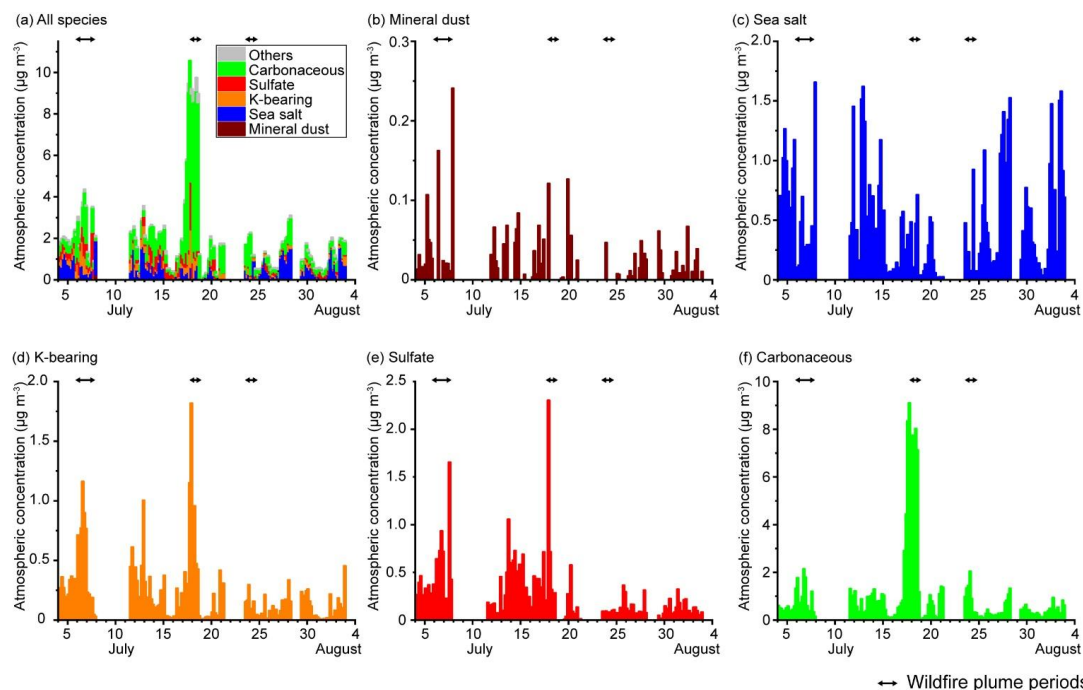 (a) All species
(b) Mineral dust
(c) Sea salt
Atmospheric concentration (µg m⁻³)
10
8
6
4
2
0
Others
Carbonaceous
Sulfate
K-bearing
Sea salt
Mineral dust
5 10 15 20 25 30 4
July August
Atmospheric concentration (µg m⁻³)
0.3
0.2
0.1
0
5 10 15 20 25 30 4
July August
Atmospheric concentration (µg m⁻³)
2.0
1.5
1.0
0.5
0
5 10 15 20 25 30 4
July August
(d) K-bearing
(e) Sulfate
(f) Carbonaceous
Atmospheric concentration (µg m⁻³)
2.0
1.5
1.0
0.5
0
5 10 15 20 25 30 4
July August
Atmospheric concentration (µg m⁻³)
2.5
2.0
1.5
1.0
0.5
0
5 10 15 20 25 30 4
July August
Atmospheric concentration (µg m⁻³)
10
8
6
4
2
0
5 10 15 20 25 30 4
July August
Wildfire plume periods